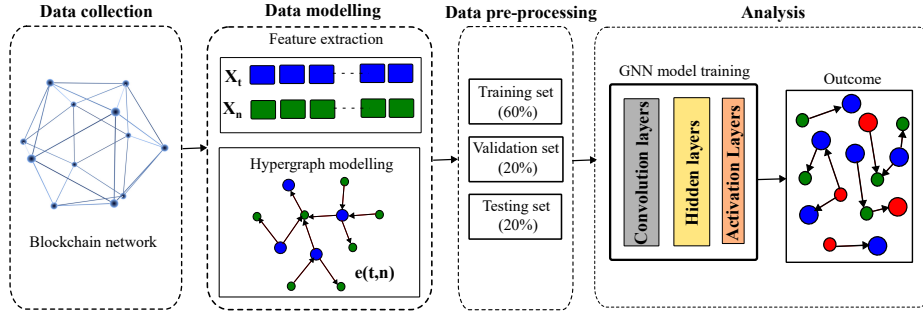 Data collection
Blockchain network
Data modelling
Feature extraction
Xt
Xn
Hypergraph modelling
e(t,n)
Data pre-processing
Training set
(60%)
Validation set
(20%)
Testing set
(20%)
Analysis
GNN model training
Convolution layers
Hidden layers
Activation Layers
Outcome